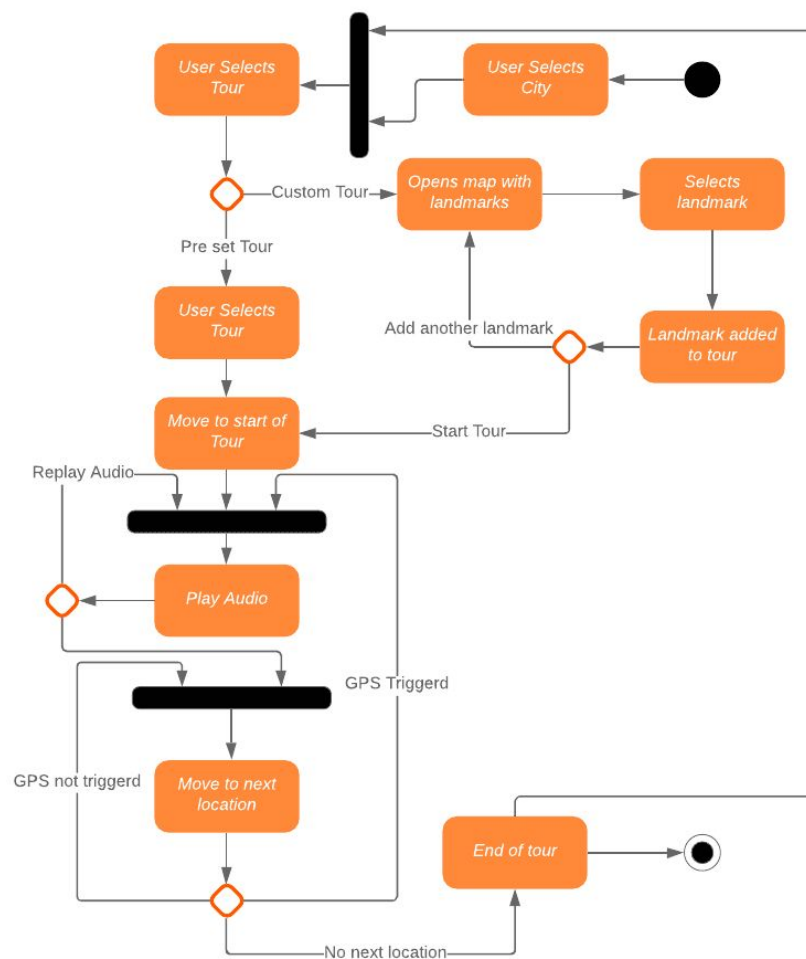 User Selects
Tour
User Selects
City
Custom Tour
Opens map with
landmarks
Selects
landmark
Pre set Tour
User Selects
Tour
Add another landmark
Landmark added
to tour
Move to start of
Tour
Start Tour
Replay Audio
Play Audio
GPS Triggerd
GPS not triggerd
Move to next
location
End of tour
No next location